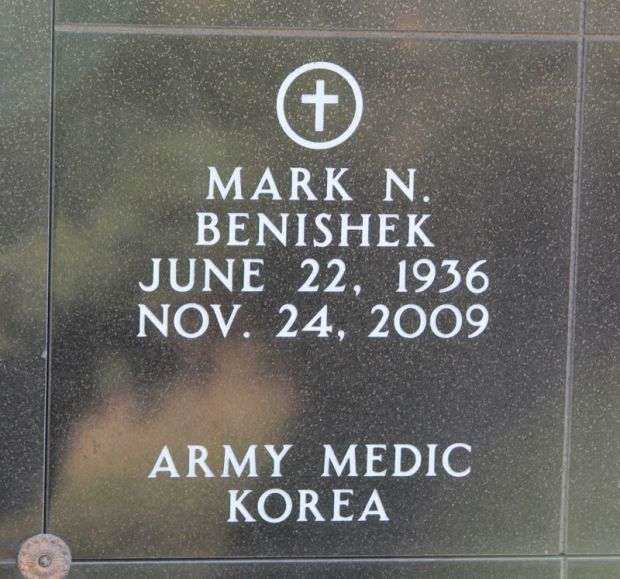 MARK N.
BENISHEK
JUNE 22, 1936
NOV. 24, 2009
ARMY MEDIC
KOREA